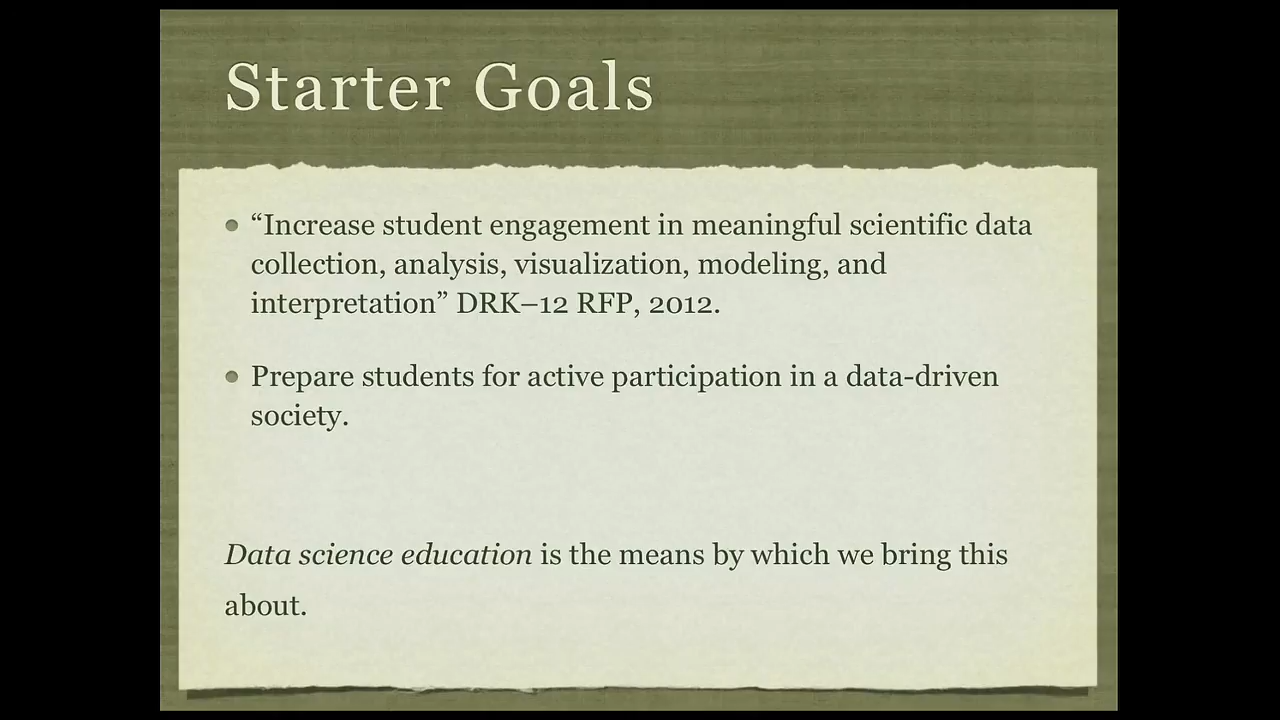 Starter Goals
• “Increase student engagement in meaningful scientific data
collection, analysis, visualization, modeling, and
interpretation” DRK–12 RFP, 2012.
• Prepare students for active participation in a data-driven
society.
Data science education is the means by which we bring this
about.